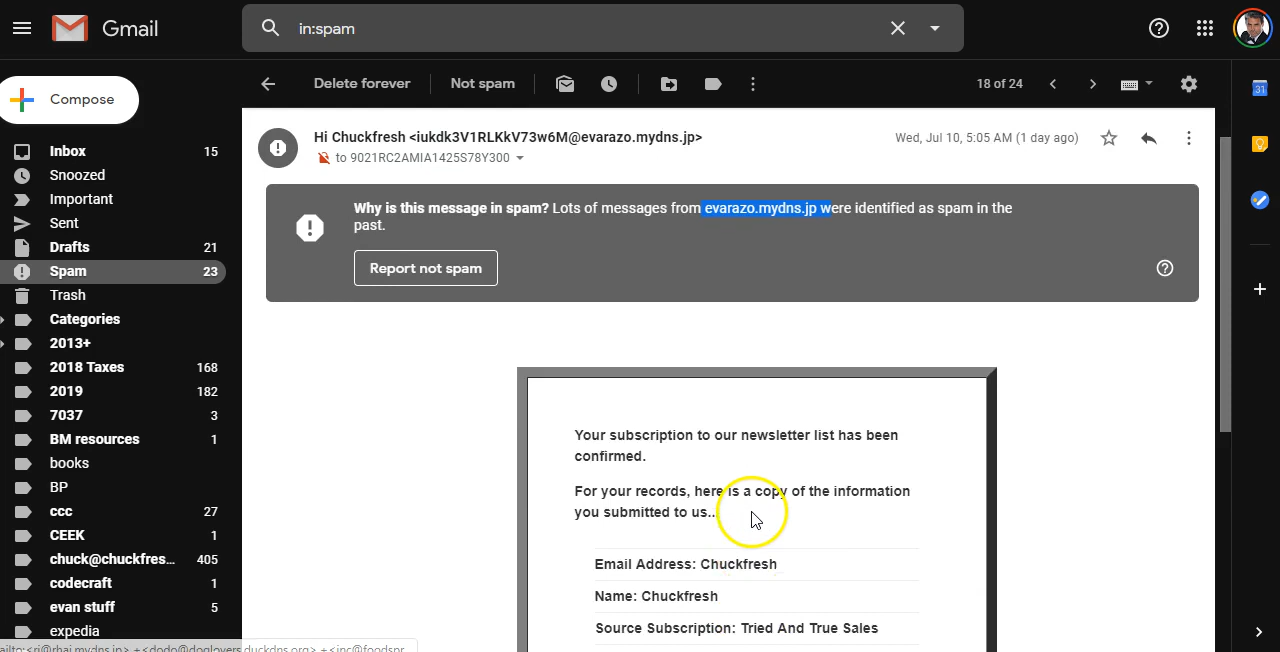 Gmail
in:spam
Compose
Delete forever
Not spam
18 of 24
Inbox 15
Snoozed
Important
Sent
Drafts 21
Spam 23
Trash
Categories
2013+
2018 Taxes 168
2019 182
7037 3
BM resources 1
books
BP
ccc 27
CEEK 1
chuck@chuckfres... 405
codecraft 1
evan stuff 5
expedia
Hi Chuckfresh <iukdk3V1RLKkV73w6M@evarazo.mydns.jp>
Wed, Jul 10, 5:05 AM (1 day ago)
to 9021RC2AMIA1425S78Y300
Why is this message in spam? Lots of messages from evarazo.mydns.jp were identified as spam in the
past.
Report not spam
Your subscription to our newsletter list has been
confirmed.
For your records, here is a copy of the information
you submitted to us...
Email Address: Chuckfresh
Name: Chuckfresh
Source Subscription: Tried And True Sales
31